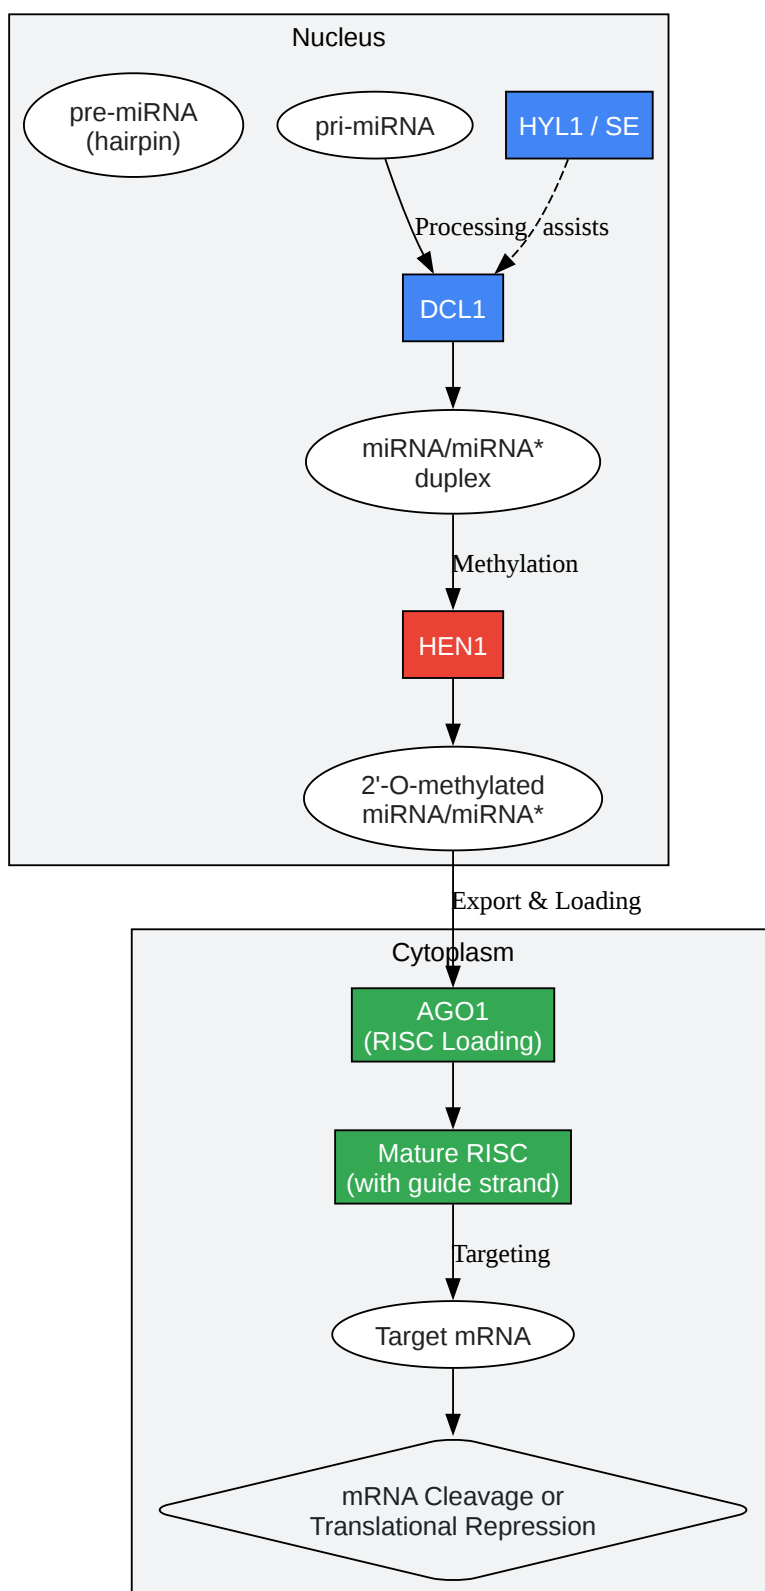 Nucleus
pre-miRNA
(hairpin)
pri-miRNA
HYL1 / SE
Processing
assists
DCL1
miRNA/miRNA*
duplex
Methylation
HEN1
2'-O-methylated
miRNA/miRNA*
Export & Loading
Cytoplasm
AGO1
(RISC Loading)
Mature RISC
(with guide strand)
Targeting
Target mRNA
mRNA Cleavage or
Translational Repression